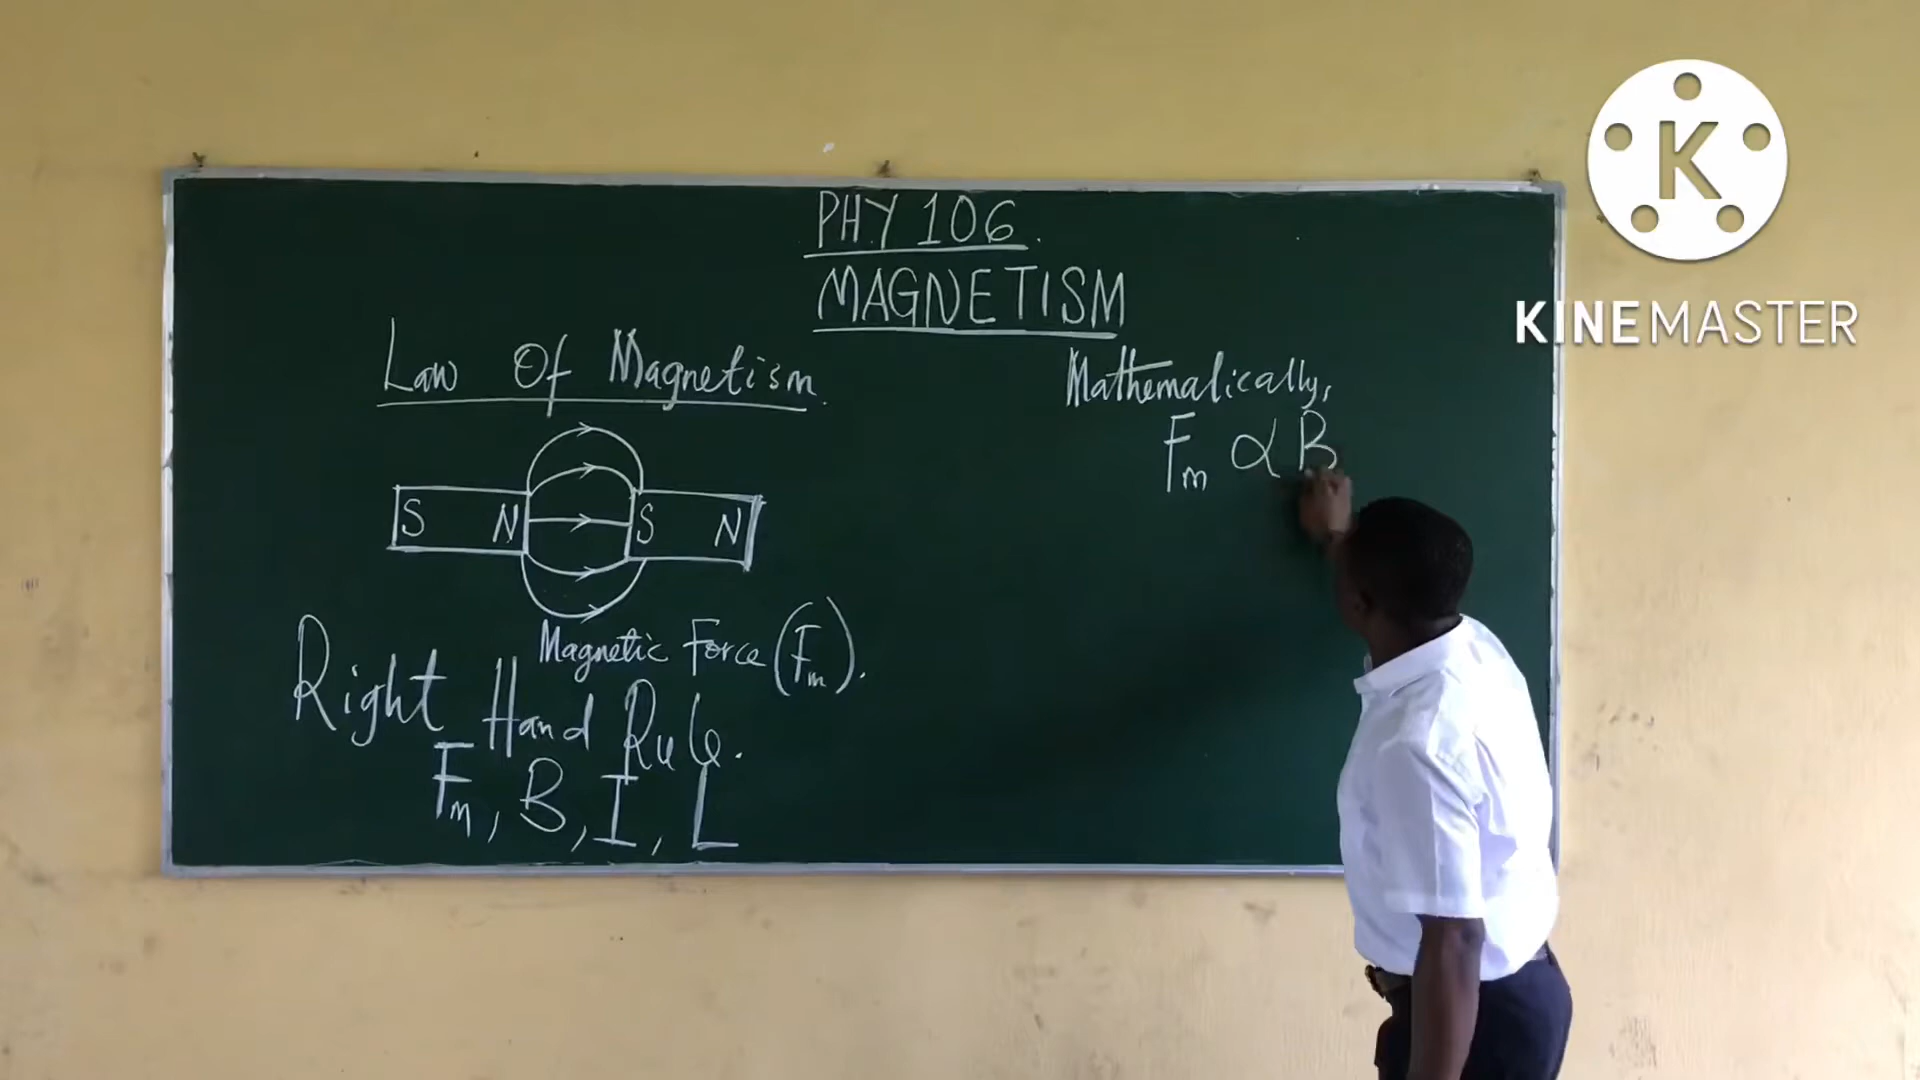 PHY 106.
MAGNETISM
Law Of Magnetism.
S N S N
Magnetic Force (Fm).
Right Hand Rule.
Fm, B, I, L
Mathematically,
Fm ∝ B
K
KINEMASTER